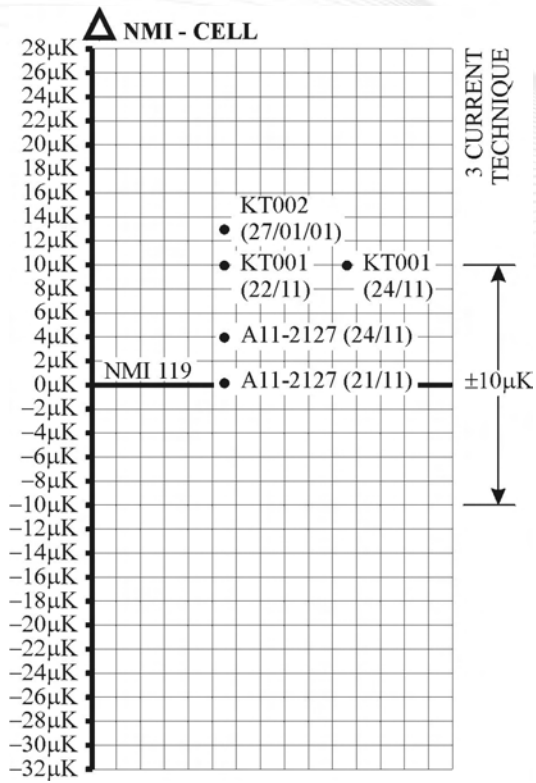 Δ NMI - CELL
28µK
26µK
24µK
22µK
20µK
18µK
16µK
14µK
12µK
10µK
8µK
6µK
4µK
2µK
0µK
−2µK
−4µK
−6µK
−8µK
−10µK
−12µK
−14µK
−16µK
−18µK
−20µK
−22µK
−24µK
−26µK
−28µK
−30µK
−32µK
KT002
(27/01/01)
KT001
(22/11)
KT001
(24/11)
A11-2127 (24/11)
NMI 119
A11-2127 (21/11)
3 CURRENT
TECHNIQUE
±10µK